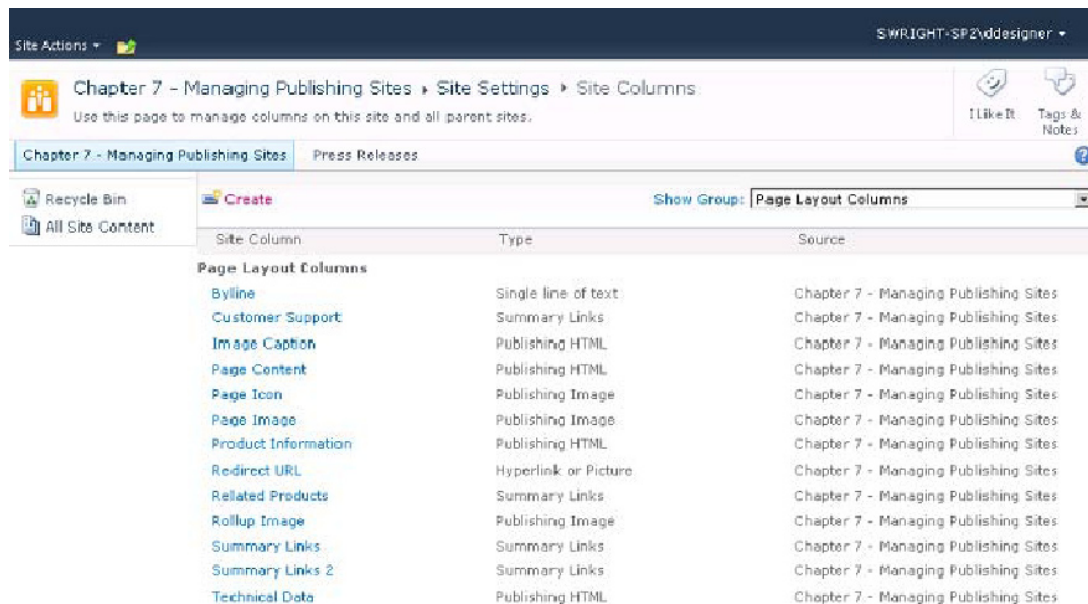 SWRIGHT-SP2\ddesigner
Site Actions
Chapter 7 - Managing Publishing Sites ▸ Site Settings ▸ Site Columns
Use this page to manage columns on this site and all parent sites.
I Like It
Tags & Notes
Chapter 7 - Managing Publishing Sites Press Releases
Recycle Bin
All Site Content
Create
Show Group: Page Layout Columns
Site Column Type Source
Page Layout Columns
Byline Single line of text Chapter 7 - Managing Publishing Sites
Customer Support Summary Links Chapter 7 - Managing Publishing Sites
Image Caption Publishing HTML Chapter 7 - Managing Publishing Sites
Page Content Publishing HTML Chapter 7 - Managing Publishing Sites
Page Icon Publishing Image Chapter 7 - Managing Publishing Sites
Page Image Publishing Image Chapter 7 - Managing Publishing Sites
Product Information Publishing HTML Chapter 7 - Managing Publishing Sites
Redirect URL Hyperlink or Picture Chapter 7 - Managing Publishing Sites
Rellated Products Summary Links Chapter 7 - Managing Publishing Sites
Rollup Image Publishing Image Chapter 7 - Managing Publishing Sites
Summary Links Summary Links Chapter 7 - Managing Publishing Sites
Summary Links 2 Summary Links Chapter 7 - Managing Publishing Sites
Technical Data Publishing HTML Chapter 7 - Managing Publishing Sites